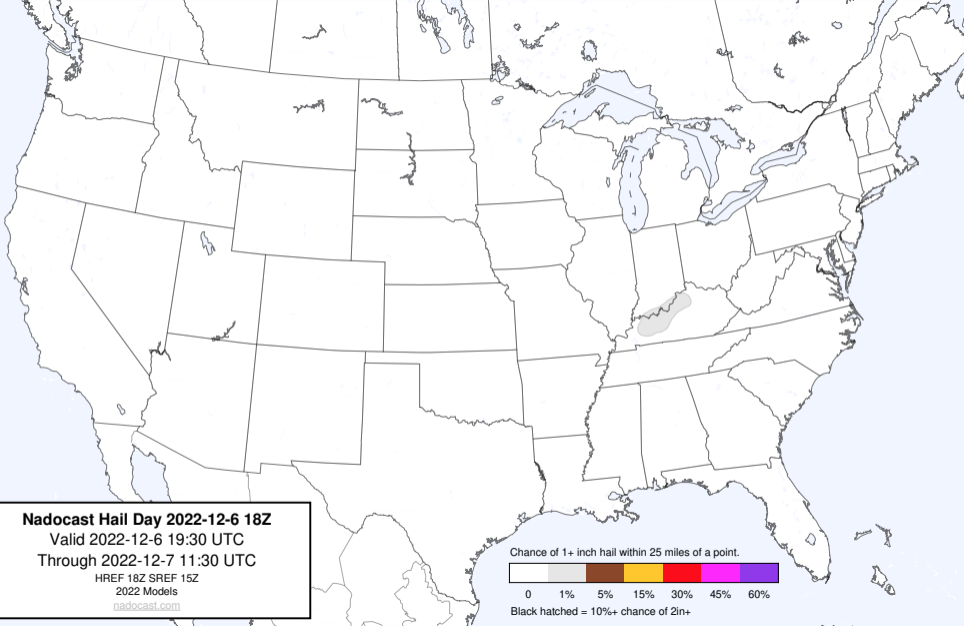 Nadocast Hail Day 2022-12-6 18Z
Valid 2022-12-6 19:30 UTC
Through 2022-12-7 11:30 UTC
HREF 18Z SREF 15Z
2022 Models
nadocast.com
Chance of 1+ inch hail within 25 miles of a point.
0 1% 5% 15% 30% 45% 60%
Black hatched = 10%+ chance of 2in+